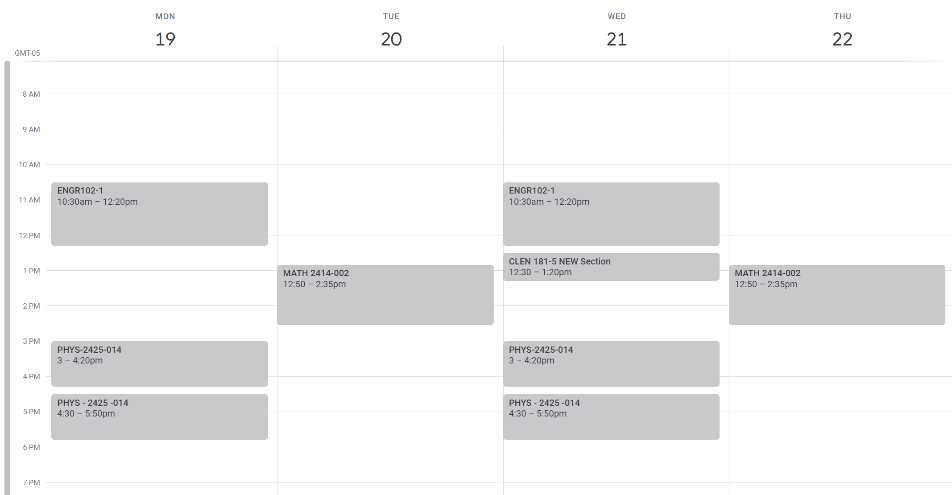 MON
19
TUE
20
WED
21
THU
22
GMT-05
8 AM
9 AM
10 AM
11 AM
12 PM
1 PM
2 PM
3 PM
4 PM
5 PM
6 PM
7 PM
ENGR102-1
10:30am – 12:20pm
PHYS-2425-014
3 – 4:20pm
PHYS - 2425 -014
4:30 – 5:50pm
MATH 2414-002
12:50 – 2:35pm
ENGR102-1
10:30am – 12:20pm
CLEN 181-5 NEW Section
12:30 – 1:20pm
PHYS-2425-014
3 – 4:20pm
PHYS - 2425 -014
4:30 – 5:50pm
MATH 2414-002
12:50 – 2:35pm